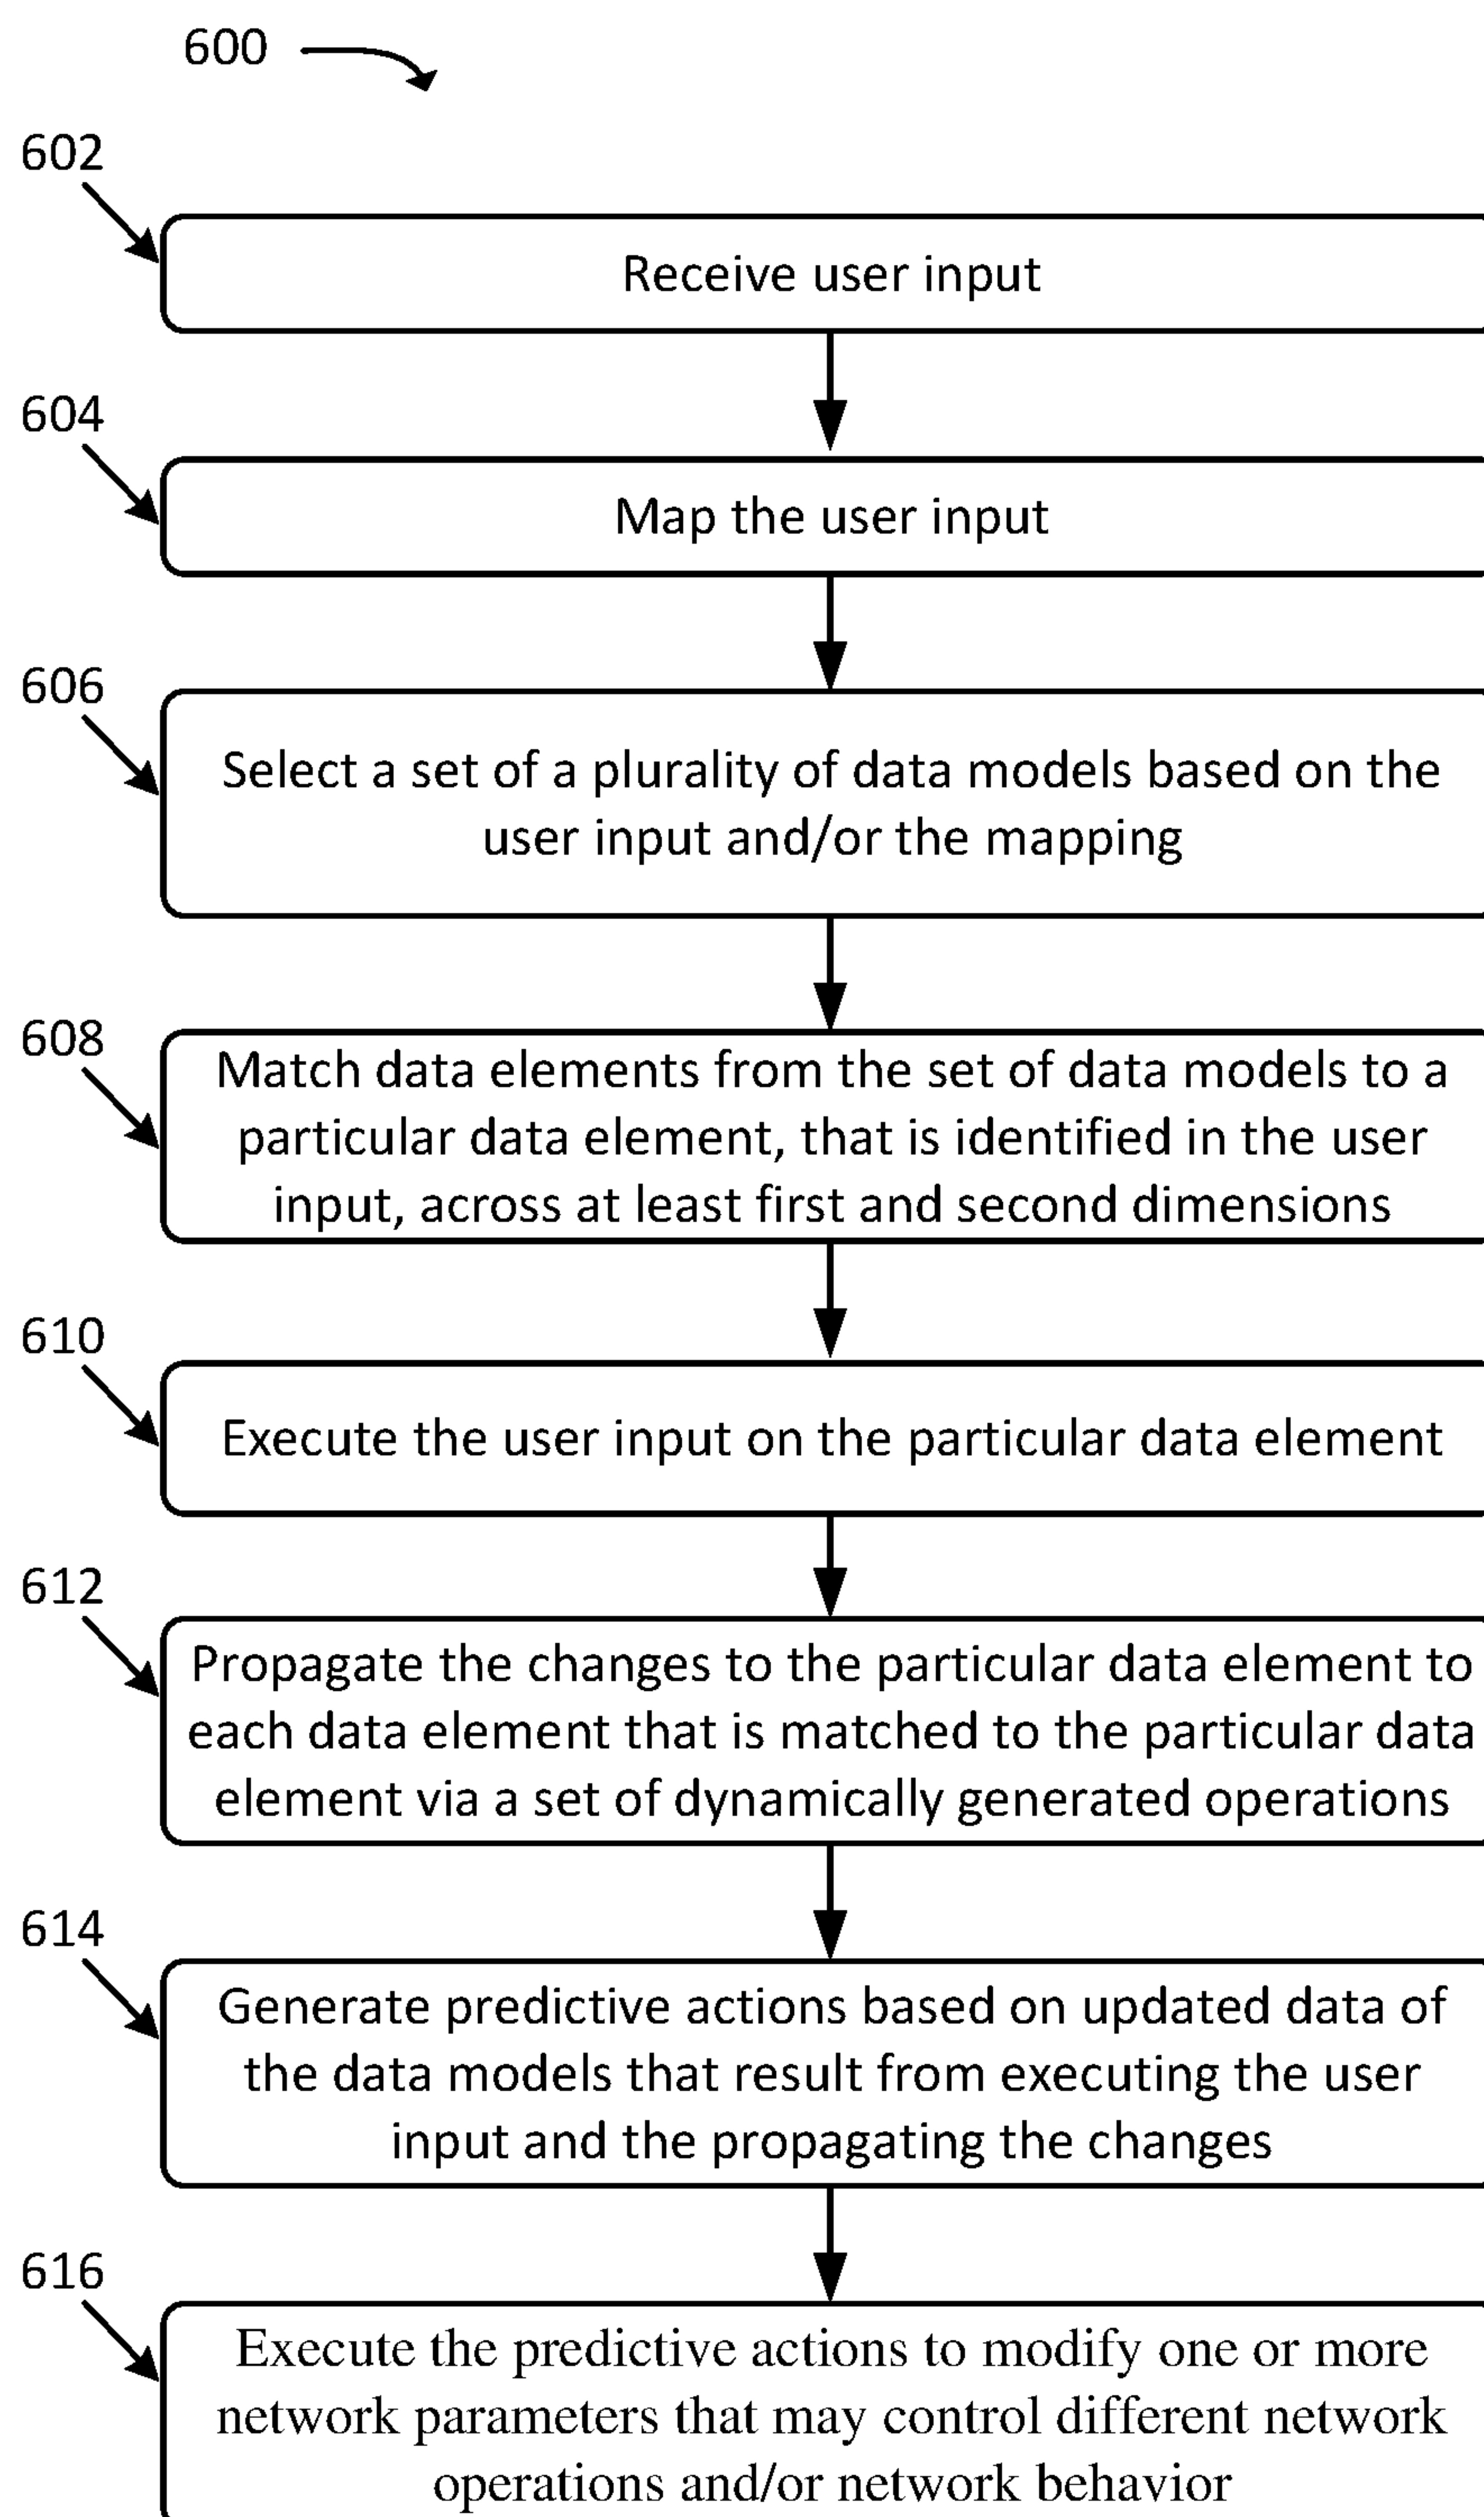 600
602
Receive user input
604
Map the user input
606
Select a set of a plurality of data models based on the
user input and/or the mapping
608
Match data elements from the set of data models to a
particular data element, that is identified in the user
input, across at least first and second dimensions
610
Execute the user input on the particular data element
612
Propagate the changes to the particular data element to
each data element that is matched to the particular data
element via a set of dynamically generated operations
614
Generate predictive actions based on updated data of
the data models that result from executing the user
input and the propagating the changes
616
Execute the predictive actions to modify one or more
network parameters that may control different network
operations and/or network behavior